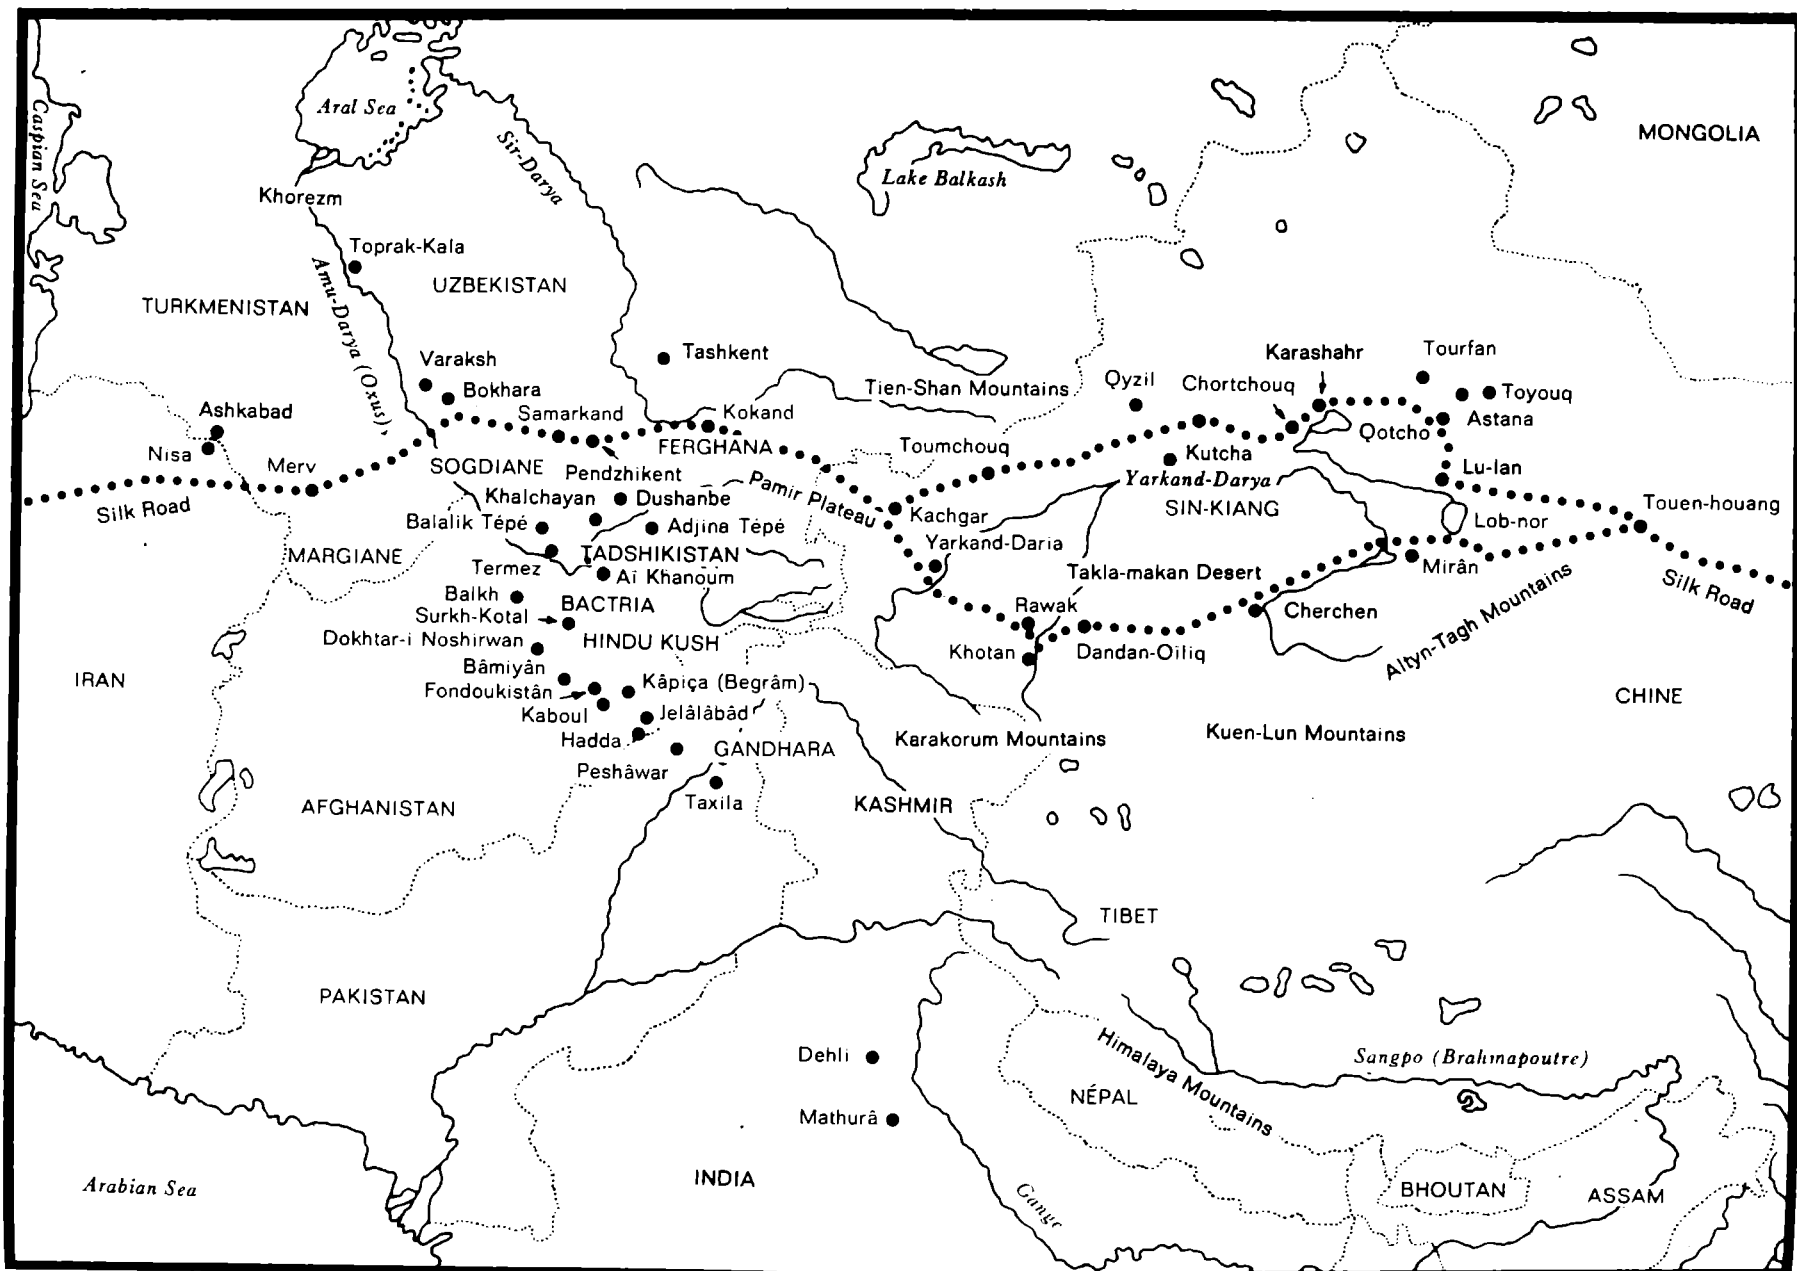 Caspian Sea
Aral Sea
Sir-Darya
Lake Balkash
MONGOLIA
Khorezm
Toprak-Kala
Amu-Darya (Oxus)
UZBEKISTAN
TURKMENISTAN
Varaksh
Bokhara
Tashkent
Tien-Shan Mountains
Qyzil
Chortchouq
Karashahr
Tourfan
Toyouq
Astana
Qotcho
Ashkabad
Nisa
Merv
Samarkand
Kokand
FERGHANA
SOGDIANE
Pendzhikent
Toumchouq
Kutcha
Yarkand-Darya
SIN-KIANG
Lu-lan
Touen-houang
Silk Road
Khalchayan
Dushanbe
Pamir Plateau
Kachgar
Lob-nor
Balalik Tépé
Adjina Tépé
MARGIANE
TADSHIKISTAN
Yarkand-Daria
Termez
Aï Khanoum
Takla-makan Desert
Mirân
Silk Road
Balkh
BACTRIA
Surkh-Kotal
Rawak
Cherchen
Dokhtar-i Noshirwan
HINDU KUSH
Khotan
Dandan-Oïliq
Altyn-Tagh Mountains
IRAN
Bâmiyân
Fondoukistân
Kâpiça (Begrâm)
Kaboul
Jelâlâbâd
CHINE
Hadda
GANDHARA
Karakorum Mountains
Kuen-Lun Mountains
Peshâwar
Taxila
AFGHANISTAN
KASHMIR
TIBET
PAKISTAN
Dehli
Himalaya Mountains
Sangpo (Brahmapoutre)
NÉPAL
Mathurâ
INDIA
Arabian Sea
Gange
BHOUTAN
ASSAM